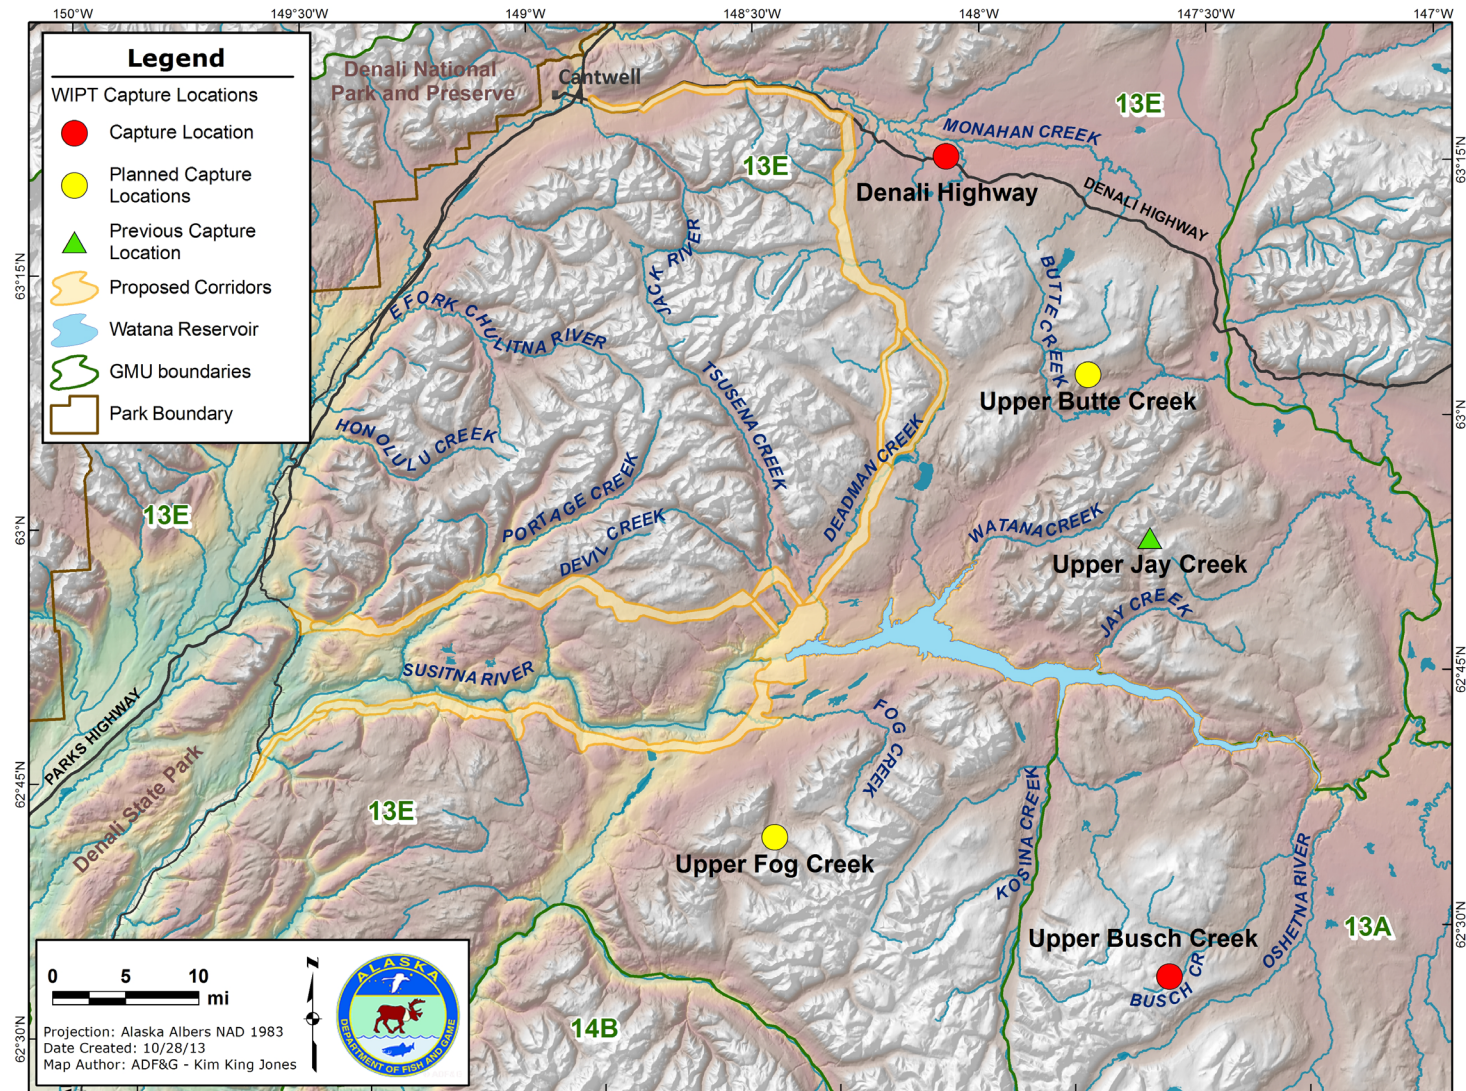 150°W
149°30'W
149°W
148°30'W
148°W
147°30'W
147°W
Legend
WIPT Capture Locations
Capture Location
Planned Capture
Locations
Previous Capture
Location
Proposed Corridors
Watana Reservoir
GMU boundaries
Park Boundary
Denali National
Park and Preserve
Cantwell
13E
13E
MONAHAN CREEK
Denali Highway
DENALI HIGHWAY
63°15'N
63°15'N
JACK RIVER
BUTTE CREEK
E FORK CHULITNA RIVER
TSUSENA CREEK
Upper Butte Creek
63°N
HONOLULU CREEK
DEADMAN CREEK
PORTAGE CREEK
DEVIL CREEK
13E
63°N
WATANA CREEK
Upper Jay Creek
JAY CREEK
SUSITNA RIVER
62°45'N
PARKS HIGHWAY
FOG CREEK
Denali State Park
62°45'N
13E
KOSINA CREEK
Upper Fog Creek
OSHETNA RIVER
62°30'N
13A
Upper Busch Creek
BUSCH CR
14B
62°30'N
0 5 10
mi
N
Projection: Alaska Albers NAD 1983
Date Created: 10/28/13
Map Author: ADF&G - Kim King Jones
ALASKA
DEPARTMENT OF FISH AND GAME